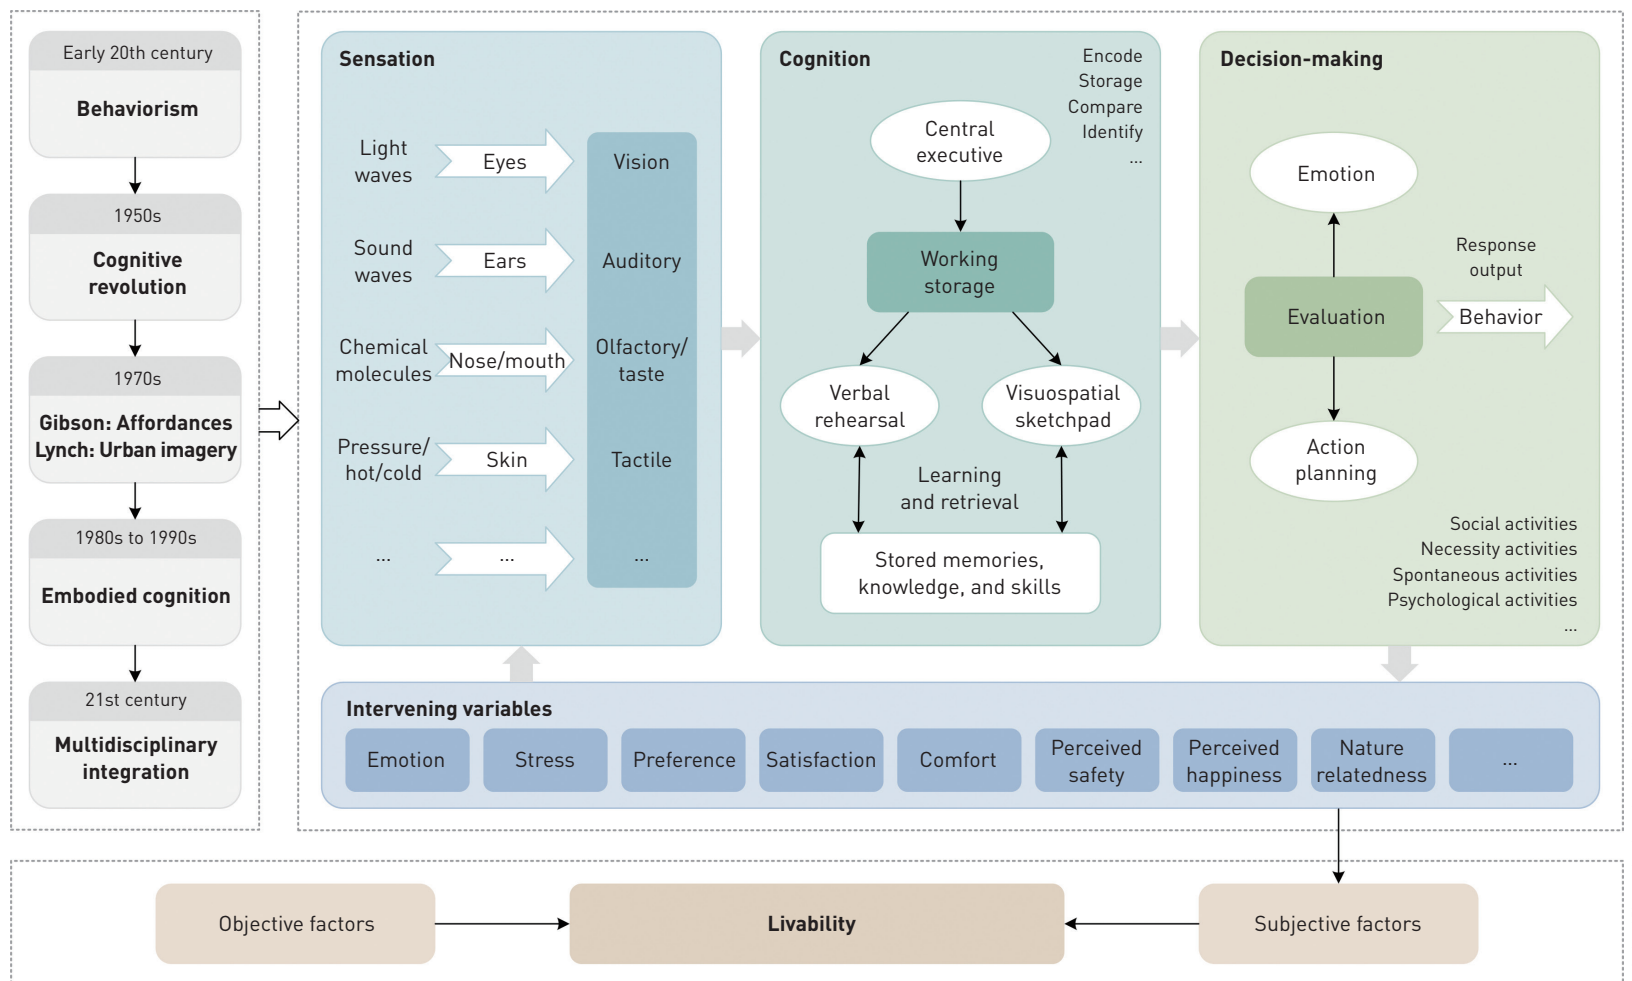 Early 20th century
Behaviorism
1950s
Cognitive
revolution
1970s
Gibson: Affordances
Lynch: Urban imagery
1980s to 1990s
Embodied cognition
21st century
Multidisciplinary
integration
Sensation
Light
waves
Eyes
Vision
Sound
waves
Ears
Auditory
Chemical
molecules
Nose/mouth
Olfactory/
taste
Pressure/
hot/cold
Skin
Tactile
...
...
...
Cognition
Encode
Storage
Compare
Identify
...
Central
executive
Working
storage
Verbal
rehearsal
Visuospatial
sketchpad
Learning
and retrieval
Stored memories,
knowledge, and skills
Decision-making
Emotion
Evaluation
Response
output
Behavior
Action
planning
Social activities
Necessity activities
Spontaneous activities
Psychological activities
...
Intervening variables
Emotion
Stress
Preference
Satisfaction
Comfort
Perceived
safety
Perceived
happiness
Nature
relatedness
...
Objective factors
Livability
Subjective factors